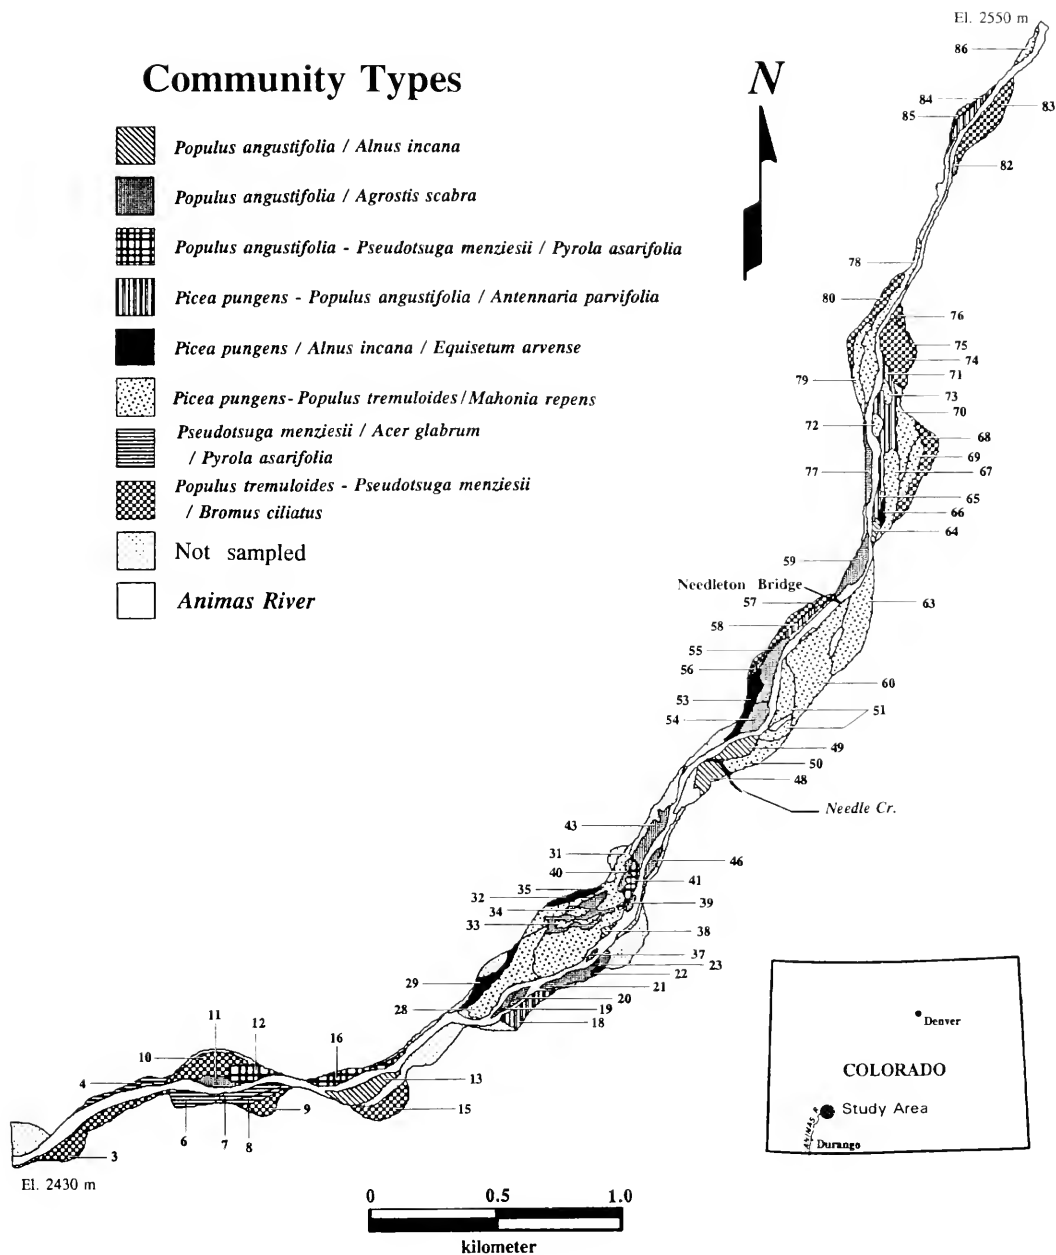 El. 2550 m
Community Types
N
Populus angustifolia / Alnus incana
Populus angustifolia / Agrostis scabra
Populus angustifolia - Pseudotsuga menziesii / Pyrola asarifolia
Picea pungens - Populus angustifolia / Antennaria parvifolia
Picea pungens / Alnus incana / Equisetum arvense
Picea pungens- Populus tremuloides / Mahonia repens
Pseudotsuga menziesii / Acer glabrum
/ Pyrola asarifolia
Populus tremuloides - Pseudotsuga menziesii
/ Bromus ciliatus
Not sampled
Animas River
86
84
85
83
82
78
80
76
75
74
71
79
73
70
72
68
69
77
67
65
66
64
59
Needleton Bridge
57
63
58
55
56
60
53
51
54
49
50
48
Needle Cr.
43
31
46
40
35
41
32
39
34
33
38
37
23
29
22
21
28
20
19
18
11
12
16
10
13
4
15
9
6
7
8
3
El. 2430 m
0 0.5 1.0
kilometer
Denver
COLORADO
Study Area
ANIMAS R.
Durango